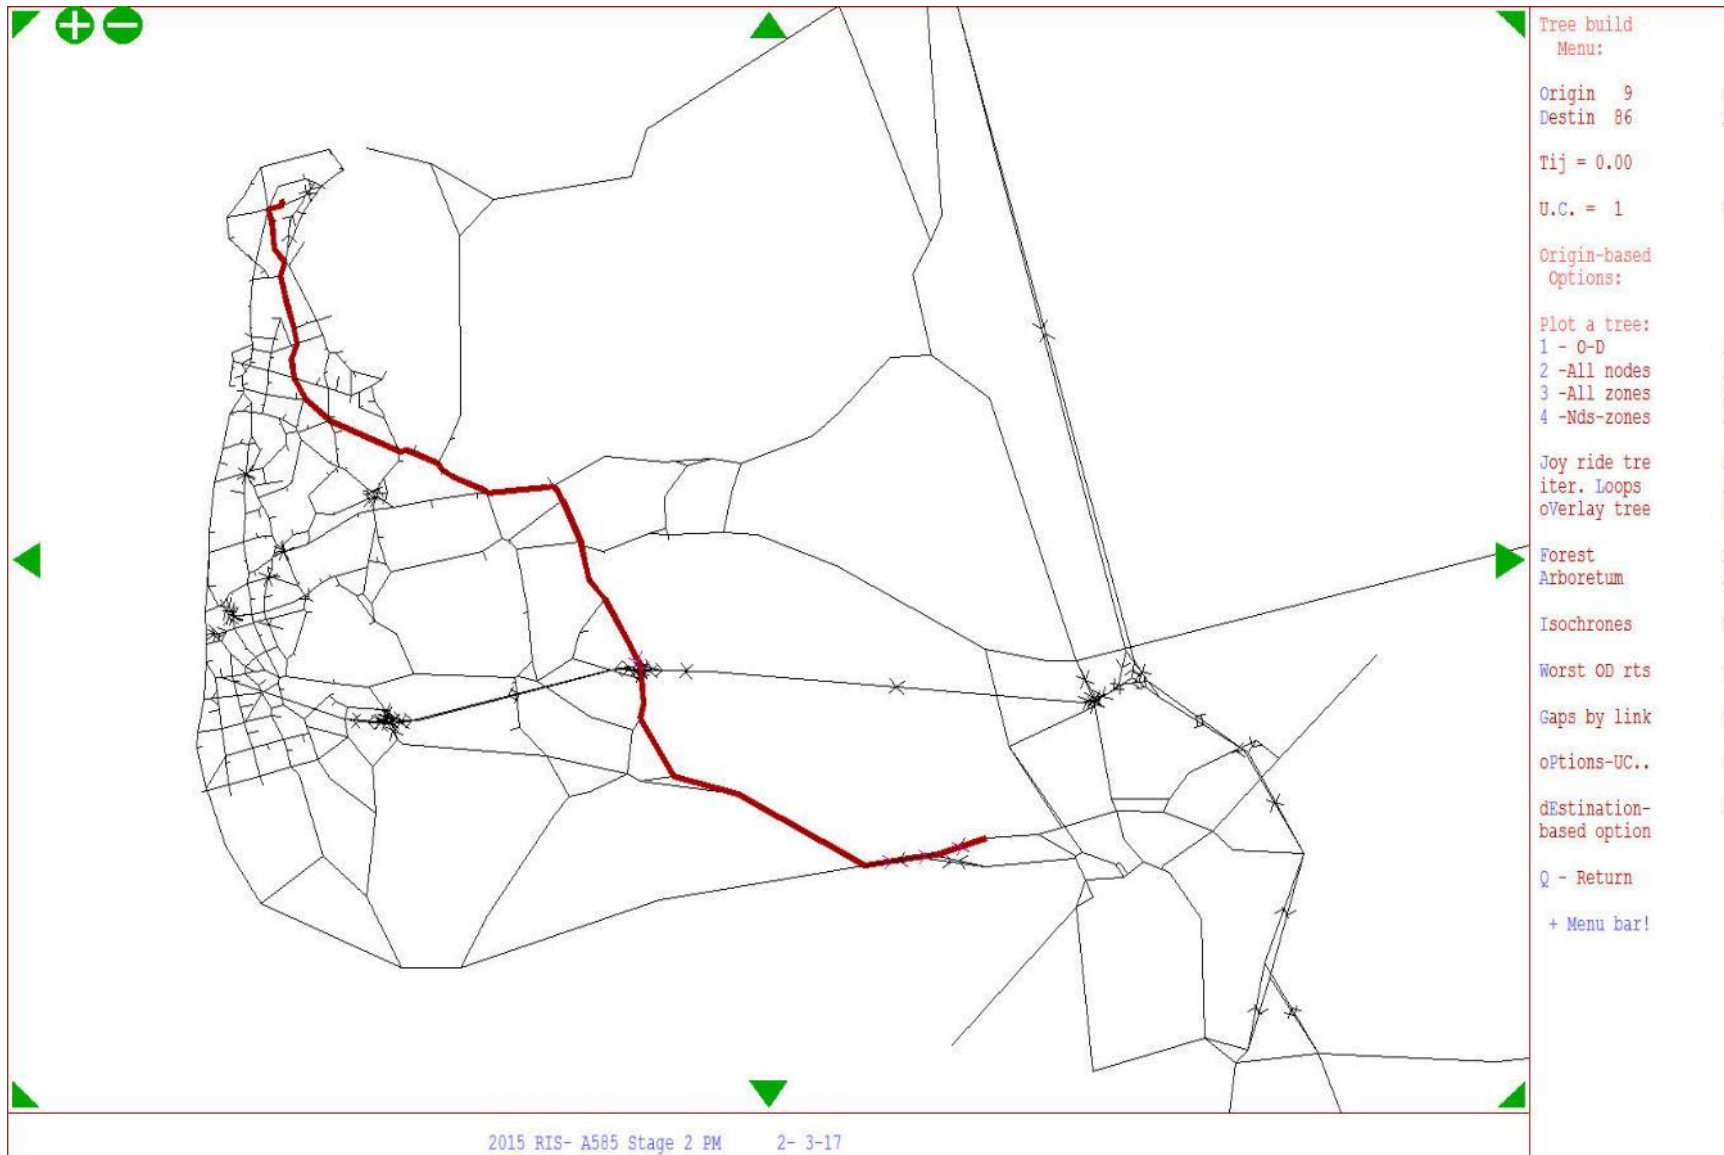 Tree build
Menu:
Origin 9
Destin 86
Tij = 0.00
U.C. = 1
Origin-based
Options:
Plot a tree:
1 - O-D
2 -All nodes
3 -All zones
4 -Nds-zones
Joy ride tre
iter. Loops
oVerlay tree
Forest
Arboretum
Isochrones
Worst OD rts
Gaps by link
oPtions-UC..
dEstination-
based option
Q - Return
+ Menu bar!
2015 RIS- A585 Stage 2 PM 2- 3-17